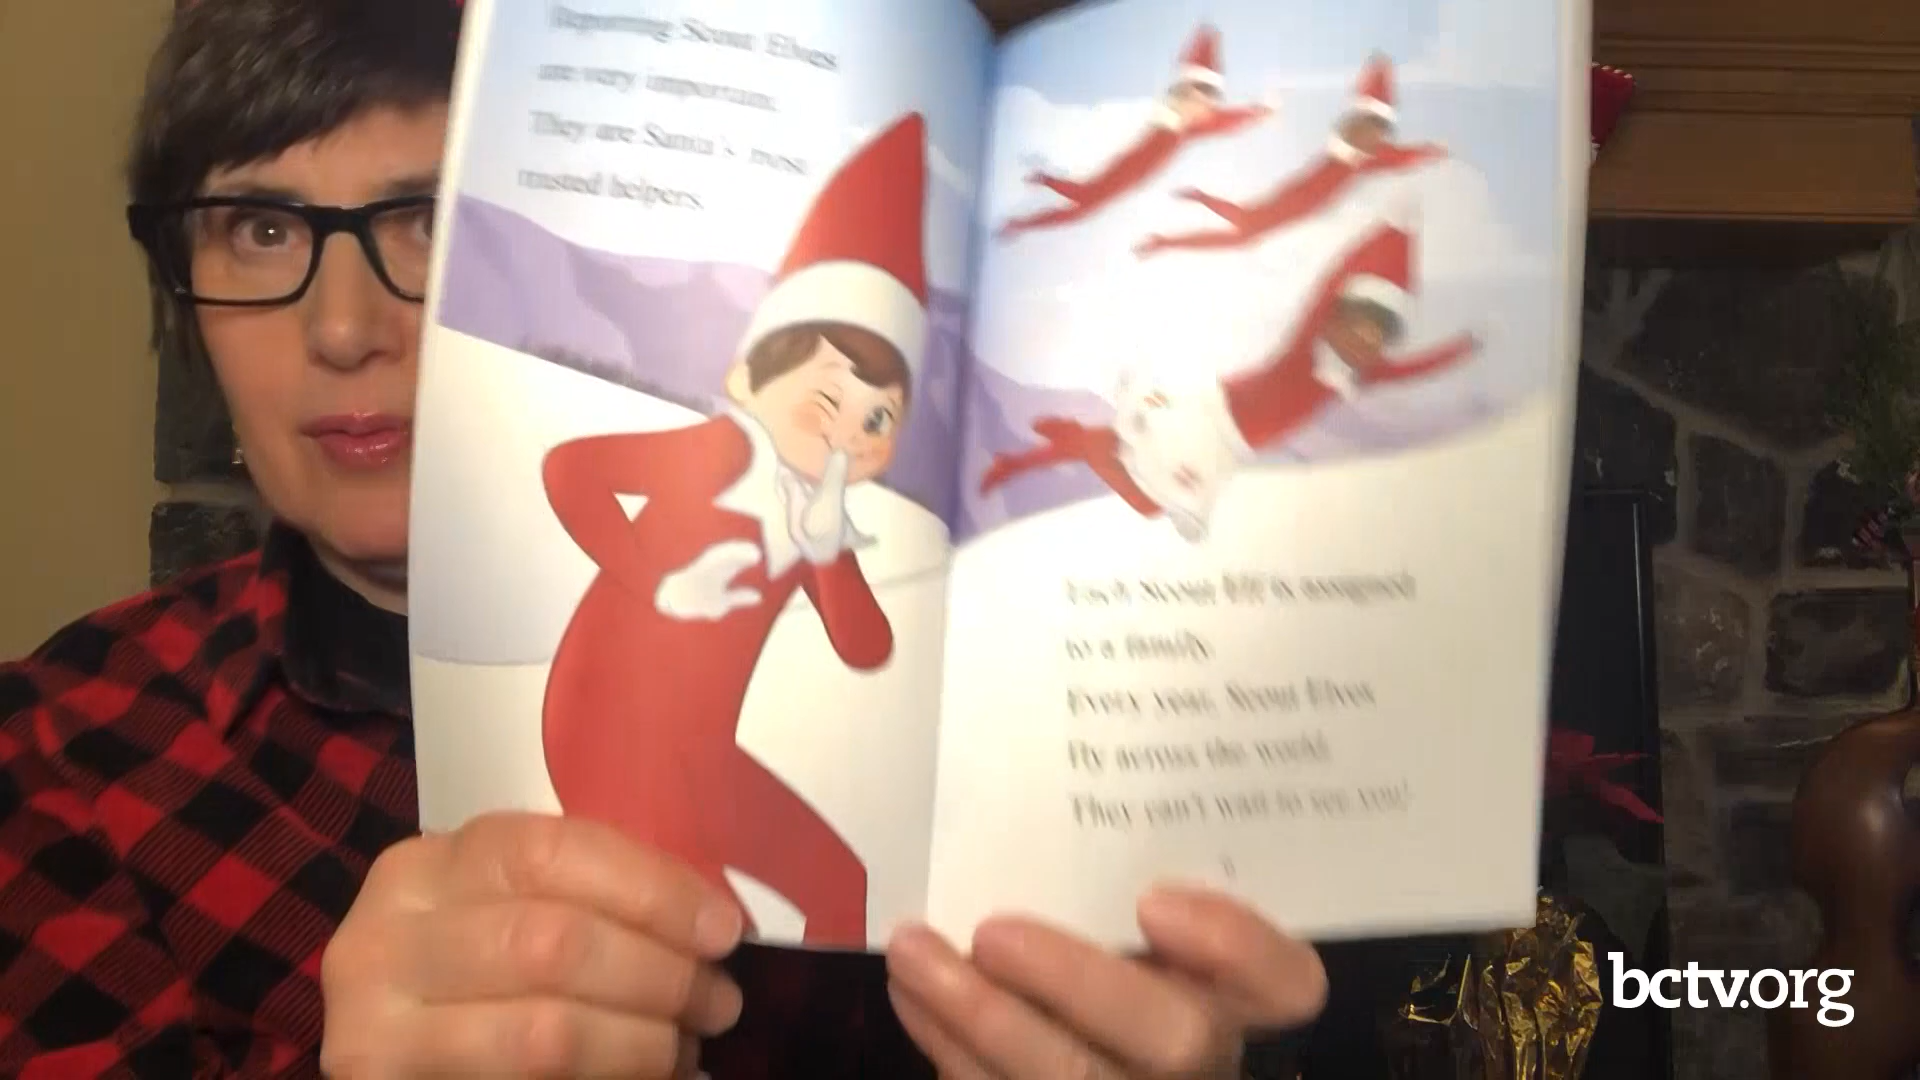 Reporting Scout Elves
are very important.
They are Santa's most
trusted helpers.
Each Scout Elf is assigned
to a family.
Every year, Scout Elves
fly across the world.
They can't wait to see you!
bctv.org